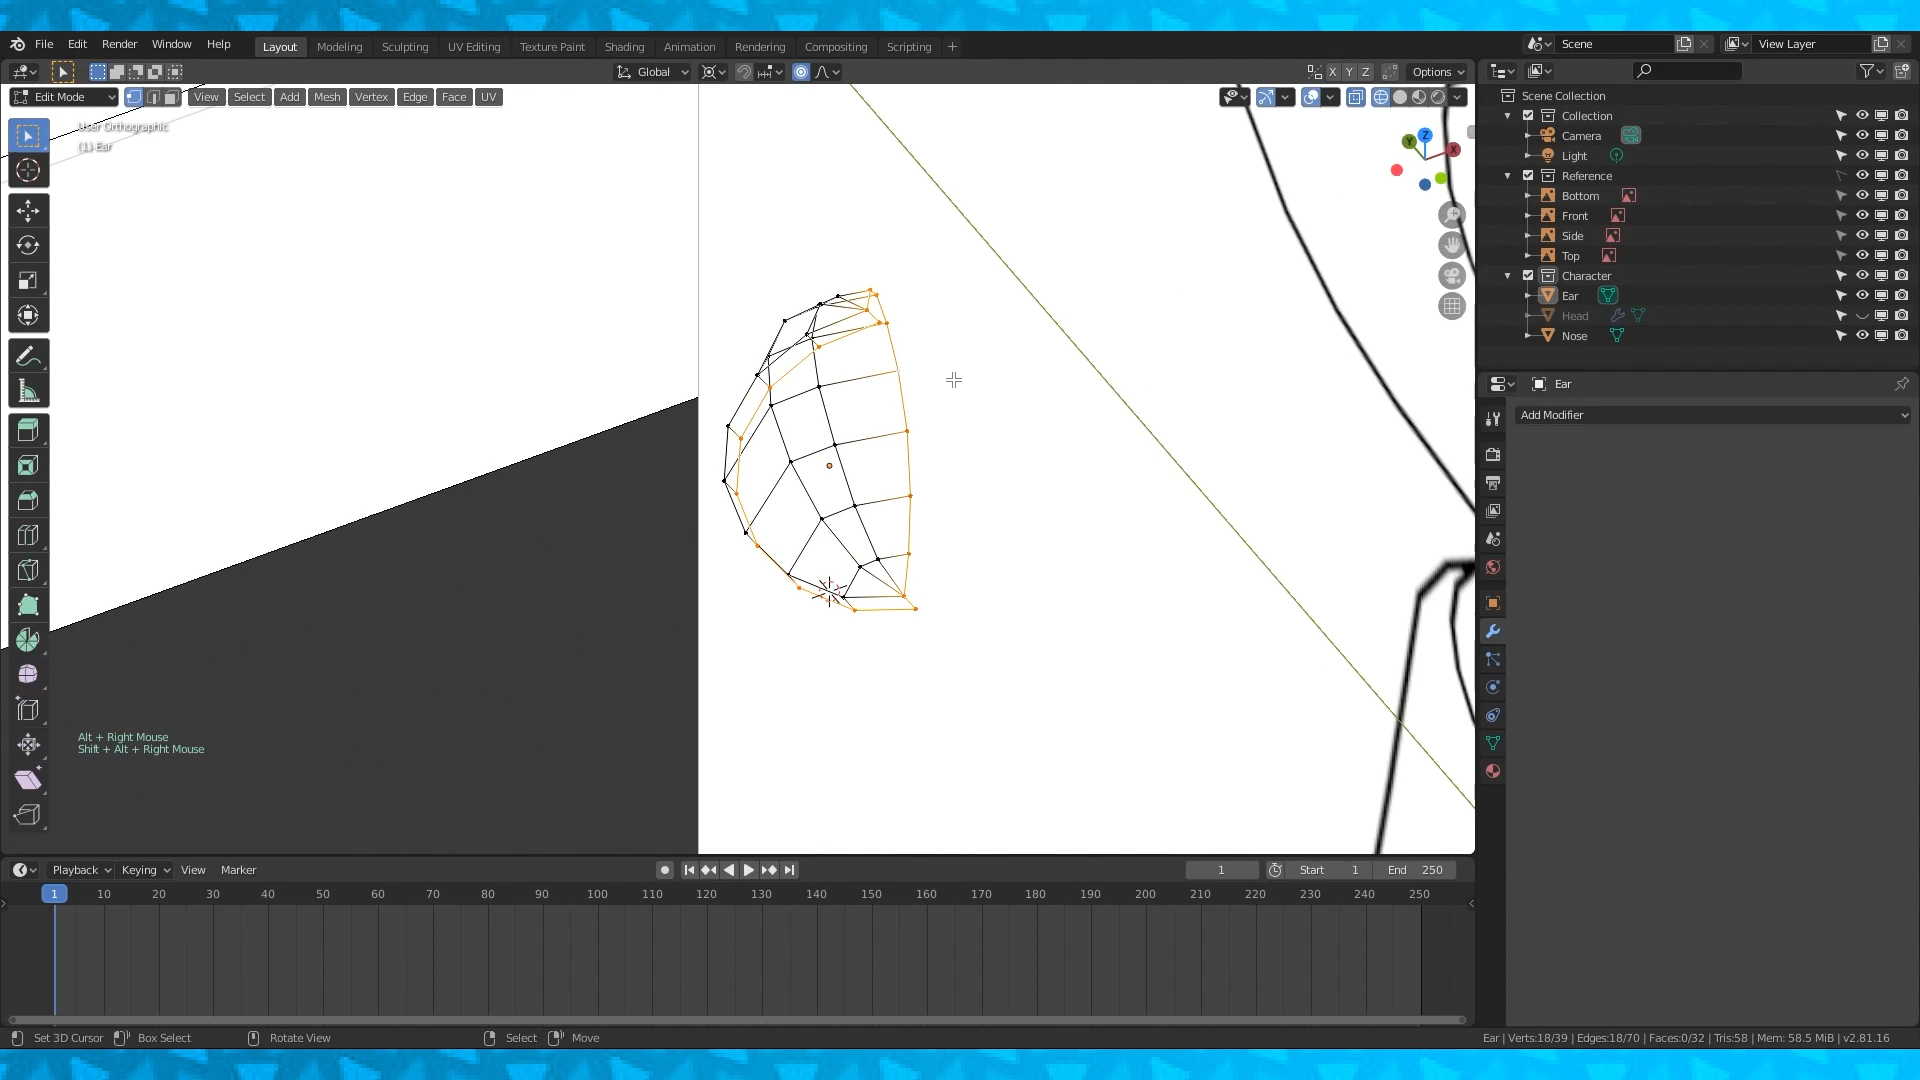 File Edit Render Window Help Layout Modeling Sculpting UV Editing Texture Paint Shading Animation Rendering Compositing Scripting + Scene View Layer
Global X Y Z Options
Edit Mode View Select Add Mesh Vertex Edge Face UV
User Orthographic
(1) Ear
Z
Y
X
Alt + Right Mouse
Shift + Alt + Right Mouse
Scene Collection
Collection
Camera
Light
Reference
Bottom
Front
Side
Top
Character
Ear
Head
Nose
Ear
Add Modifier
Playback Keying View Marker 1 Start 1 End 250
1 10 20 30 40 50 60 70 80 90 100 110 120 130 140 150 160 170 180 190 200 210 220 230 240 250
Set 3D Cursor Box Select Rotate View Select Move Ear | Verts:18/39 | Edges:18/70 | Faces:0/32 | Tris:58 | Mem: 58.5 MiB | v2.81.16